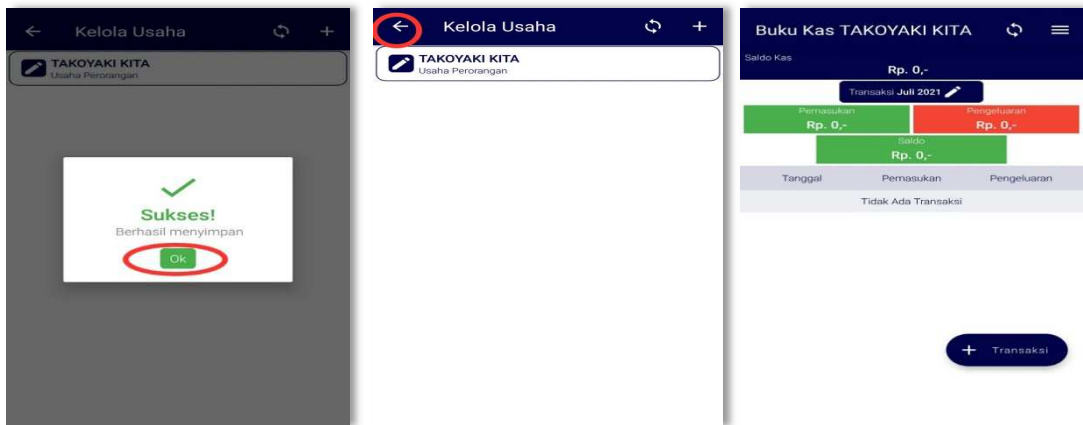 Kelola Usaha
TAKOYAKI KITA
Usaha Perorangan
Sukses!
Berhasil menyimpan
Ok
Kelola Usaha
TAKOYAKI KITA
Usaha Perorangan
Buku Kas TAKOYAKI KITA
Saldo Kas
Rp. 0,-
Transaksi Juli 2021
Pemasukan Pengeluaran
Rp. 0,- Rp. 0,-
Saldo
Rp. 0,-
Tanggal Pemasukan Pengeluaran
Tidak Ada Transaksi
+ Transaksi